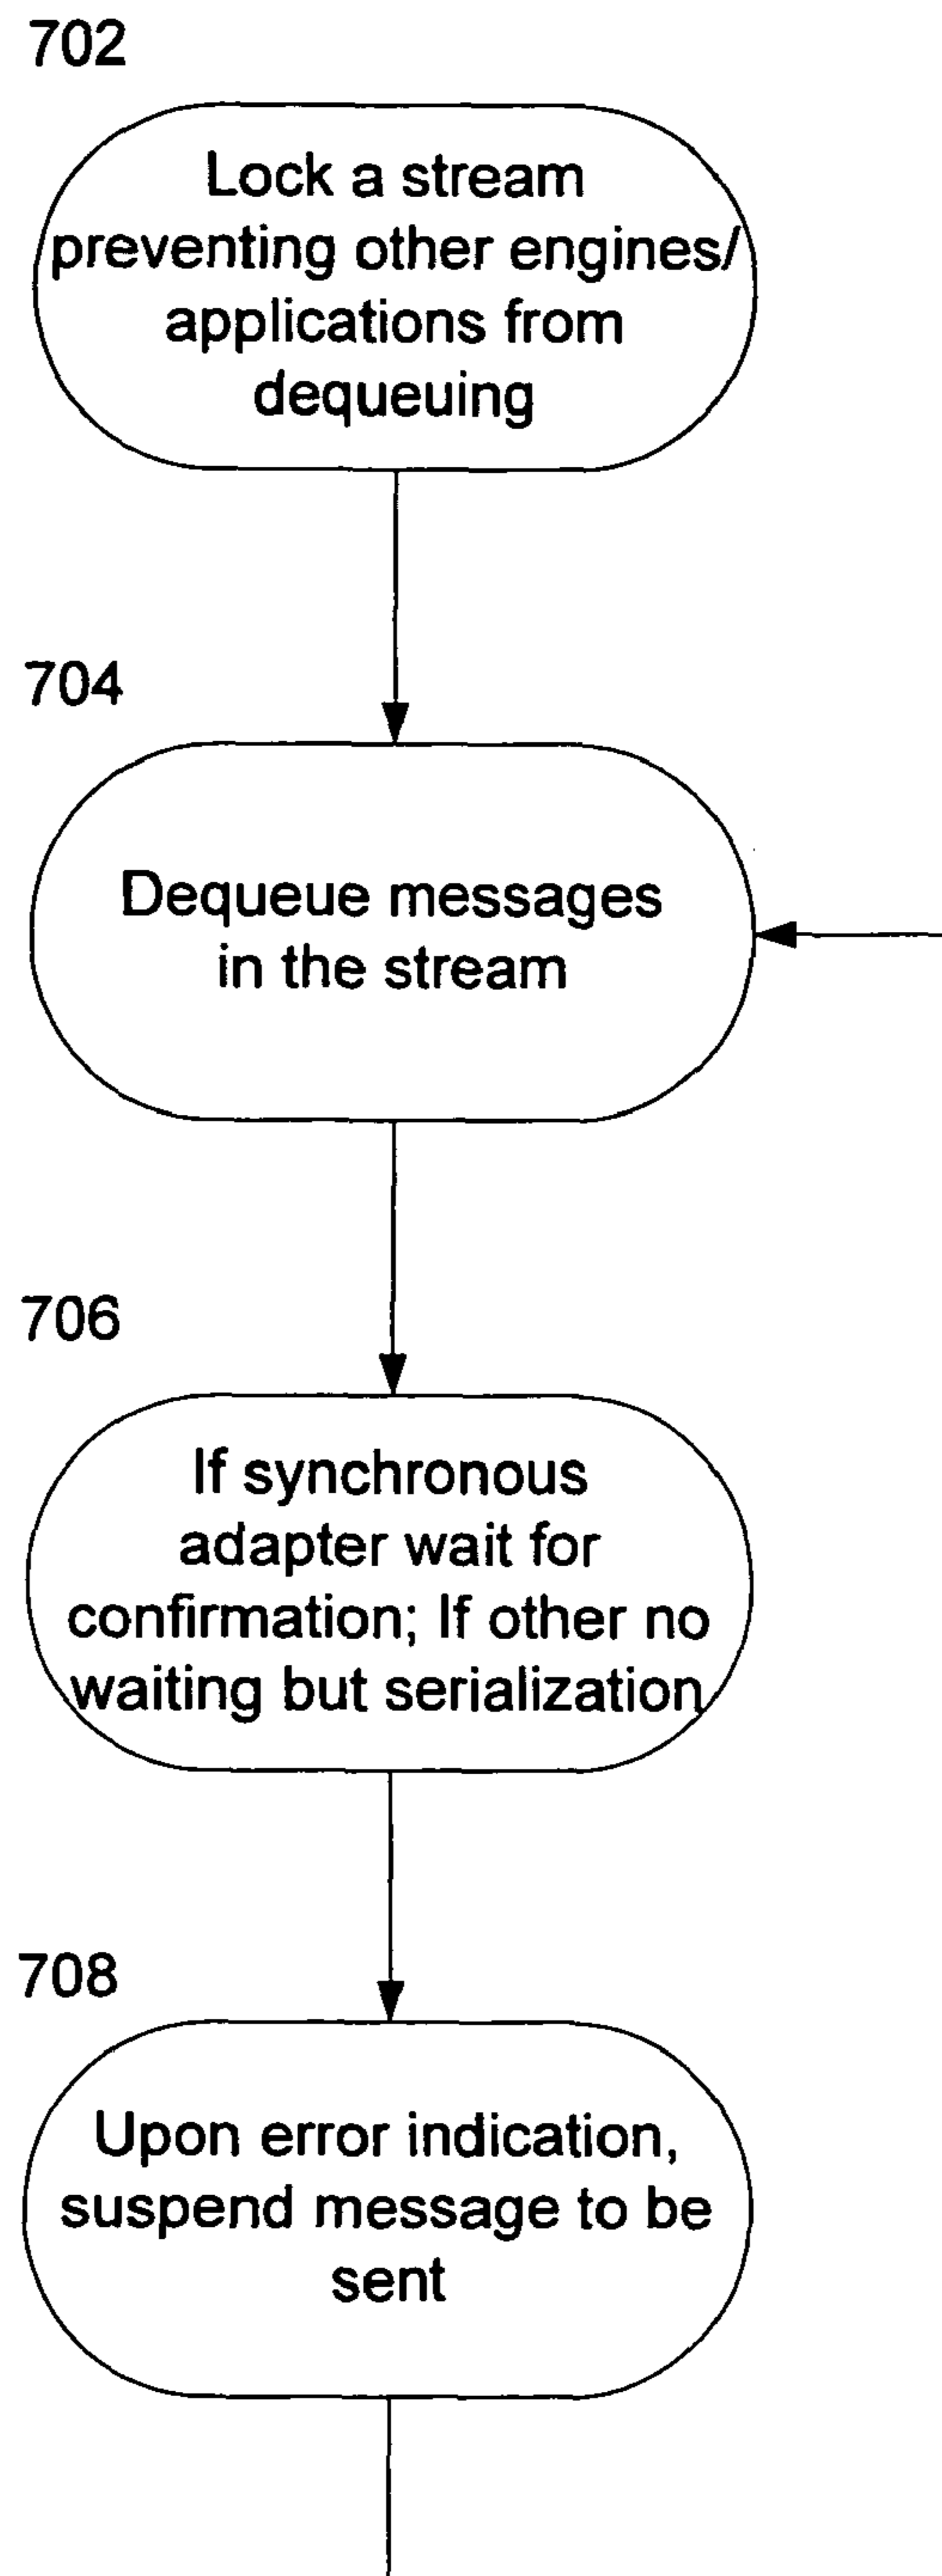 702
Lock a stream
preventing other engines/
applications from
dequeuing
704
Dequeue messages
in the stream
706
If synchronous
adapter wait for
confirmation; If other no
waiting but serialization
708
Upon error indication,
suspend message to be
sent